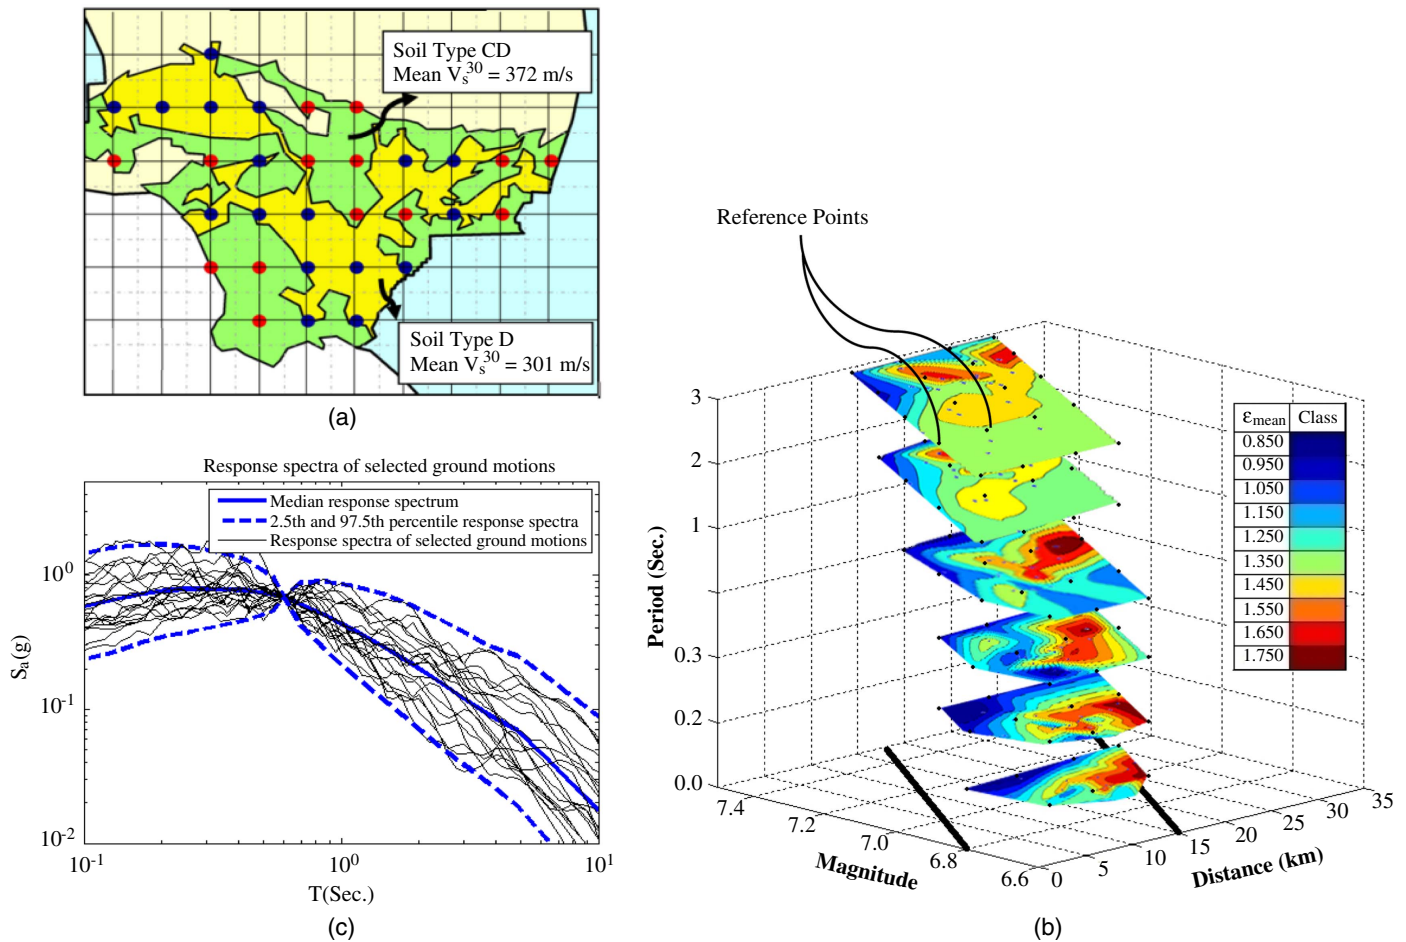 Soil Type CD
Mean Vs30 = 372 m/s
Soil Type D
Mean Vs30 = 301 m/s
(a)
Response spectra of selected ground motions
Median response spectrum
2.5th and 97.5th percentile response spectra
Response spectra of selected ground motions
Sa(g)
10^0
10^-1
10^-2
10^-1
10^0
10^1
T(Sec.)
(c)
Reference Points
Period (Sec.)
3
2
1
0.3
0.2
0.0
7.4
7.2
7.0
6.8
6.6
Magnitude
0
5
10
15
20
25
30
35
Distance (km)
εmean Class
0.850
0.950
1.050
1.150
1.250
1.350
1.450
1.550
1.650
1.750
(b)